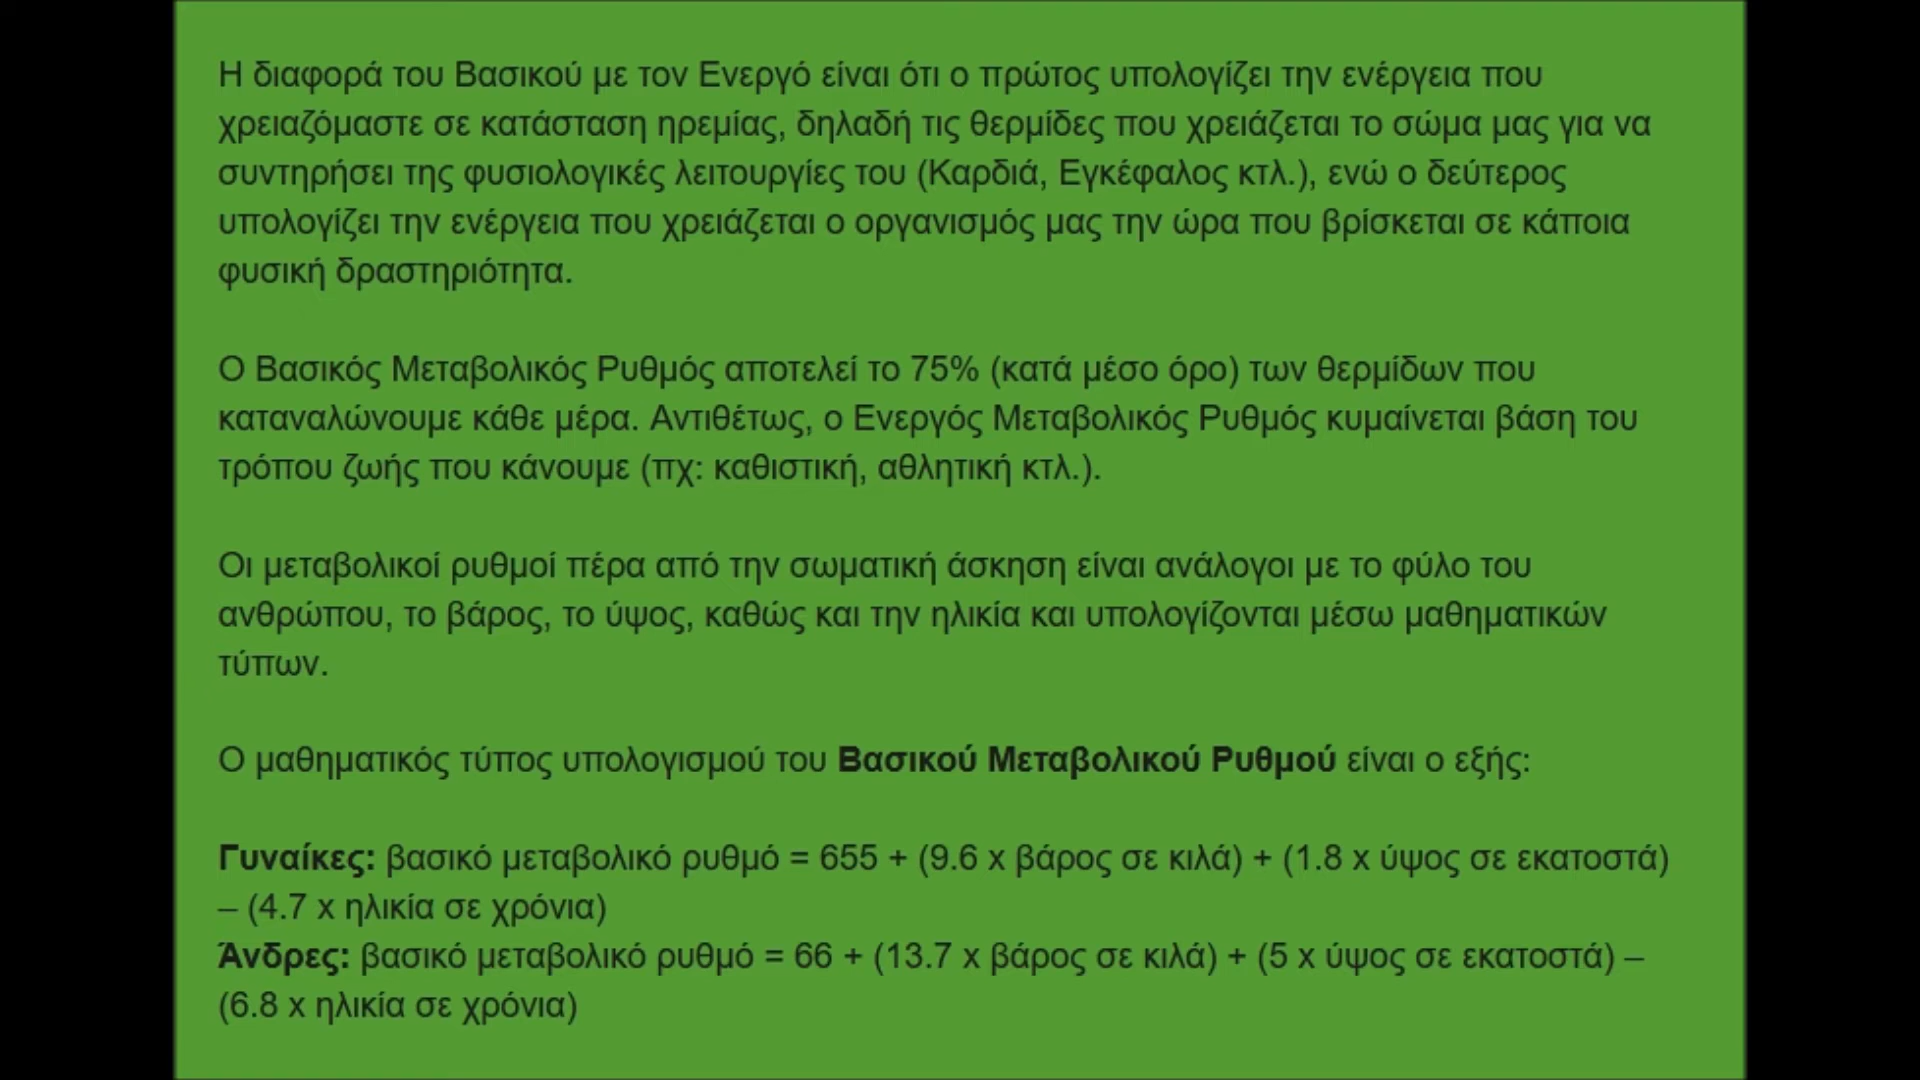 Η διαφορά του Βασικού με τον Ενεργό είναι ότι ο πρώτος υπολογίζει την ενέργεια που
χρειαζόμαστε σε κατάσταση ηρεμίας, δηλαδή τις θερμίδες που χρειάζεται το σώμα μας για να
συντηρήσει της φυσιολογικές λειτουργίες του (Καρδιά, Εγκέφαλος κτλ.), ενώ ο δεύτερος
υπολογίζει την ενέργεια που χρειάζεται ο οργανισμός μας την ώρα που βρίσκεται σε κάποια
φυσική δραστηριότητα.
Ο Βασικός Μεταβολικός Ρυθμός αποτελεί το 75% (κατά μέσο όρο) των θερμίδων που
καταναλώνουμε κάθε μέρα. Αντιθέτως, ο Ενεργός Μεταβολικός Ρυθμός κυμαίνεται βάση του
τρόπου ζωής που κάνουμε (πχ: καθιστική, αθλητική κτλ.).
Οι μεταβολικοί ρυθμοί πέρα από την σωματική άσκηση είναι ανάλογοι με το φύλο του
ανθρώπου, το βάρος, το ύψος, καθώς και την ηλικία και υπολογίζονται μέσω μαθηματικών
τύπων.
Ο μαθηματικός τύπος υπολογισμού του Βασικού Μεταβολικού Ρυθμού είναι ο εξής:
Γυναίκες: βασικό μεταβολικό ρυθμό = 655 + (9.6 x βάρος σε κιλά) + (1.8 x ύψος σε εκατοστά)
– (4.7 x ηλικία σε χρόνια)
Άνδρες: βασικό μεταβολικό ρυθμό = 66 + (13.7 x βάρος σε κιλά) + (5 x ύψος σε εκατοστά) –
(6.8 x ηλικία σε χρόνια)